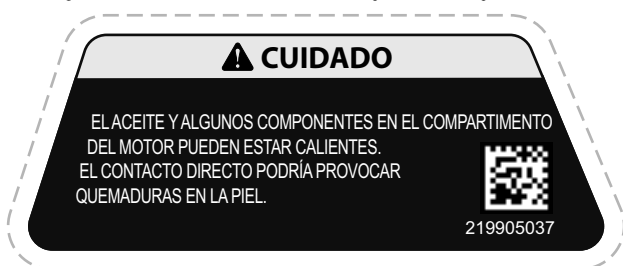 CUIDADO
EL ACEITE Y ALGUNOS COMPONENTES EN EL COMPARTIMENTO
DEL MOTOR PUEDEN ESTAR CALIENTES.
EL CONTACTO DIRECTO PODRÍA PROVOCAR
QUEMADURAS EN LA PIEL.
219905037